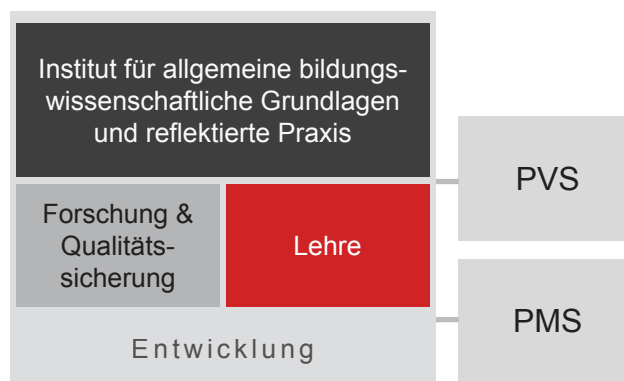 Institut für allgemeine bildungs-
wissenschaftliche Grundlagen
und reflektierte Praxis
Forschung &
Qualitäts-
sicherung
Lehre
Entwicklung
PVS
PMS